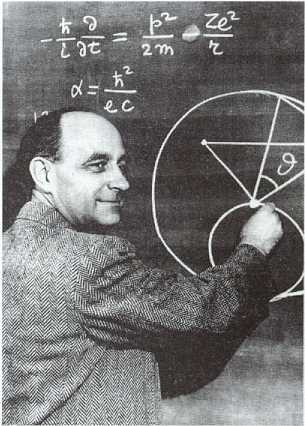 -ħ/i ∂/∂t = p²/2m - Ze²/r
α = ħ²/ec
ϑ